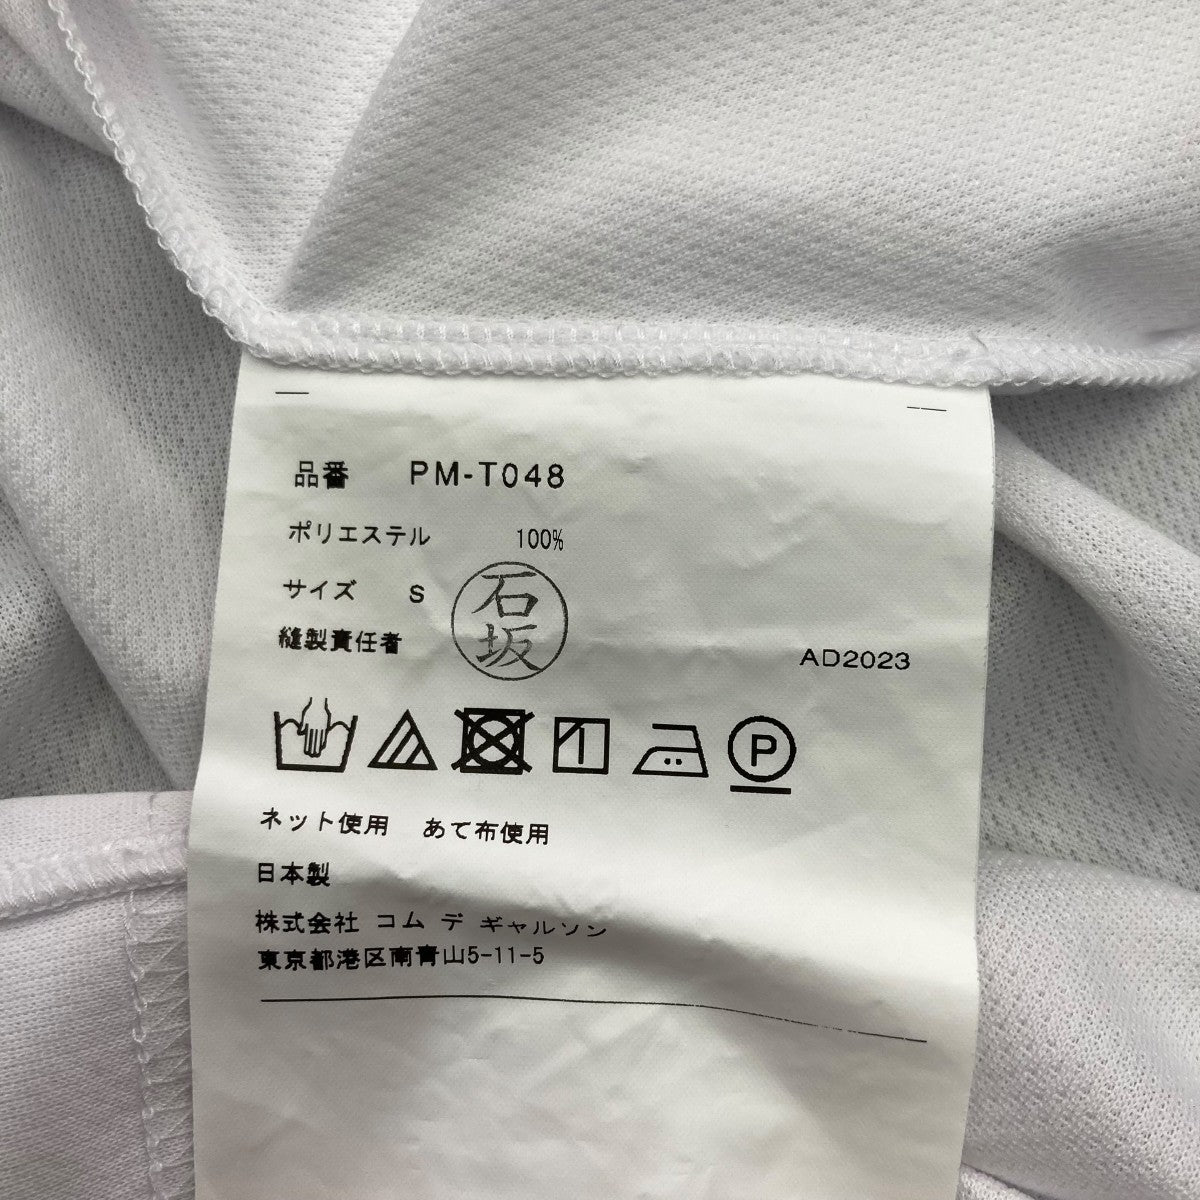 品番 PM-T048
ポリエステル 100%
サイズ S
石坂
縫製責任者
AD2023
P
ネット使用 あて布使用
日本製
株式会社 コム デ ギャルソン
東京都港区南青山5-11-5